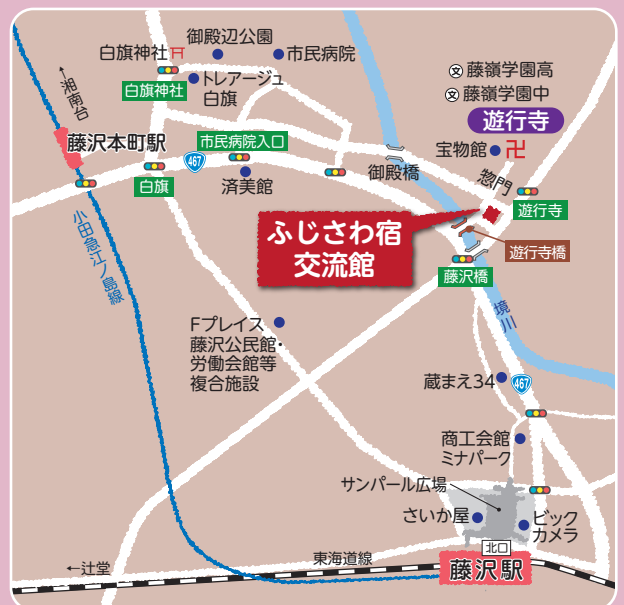 白旗神社
御殿辺公園
市民病院
白旗神社
トレアージュ
白旗
文 藤嶺学園高
文 藤嶺学園中
遊行寺
宝物館
←湘南台
藤沢本町駅
市民病院入口
467
白旗
済美館
御殿橋
惣門
遊行寺
遊行寺橋
ふじさわ宿
交流館
藤沢橋
小田急江ノ島線
境川
Fプレイス
藤沢公民館・
労働会館等
複合施設
蔵まえ34
467
商工会館
ミナパーク
サンパール広場
さいか屋
ビック
カメラ
北口
藤沢駅
東海道線
←辻堂